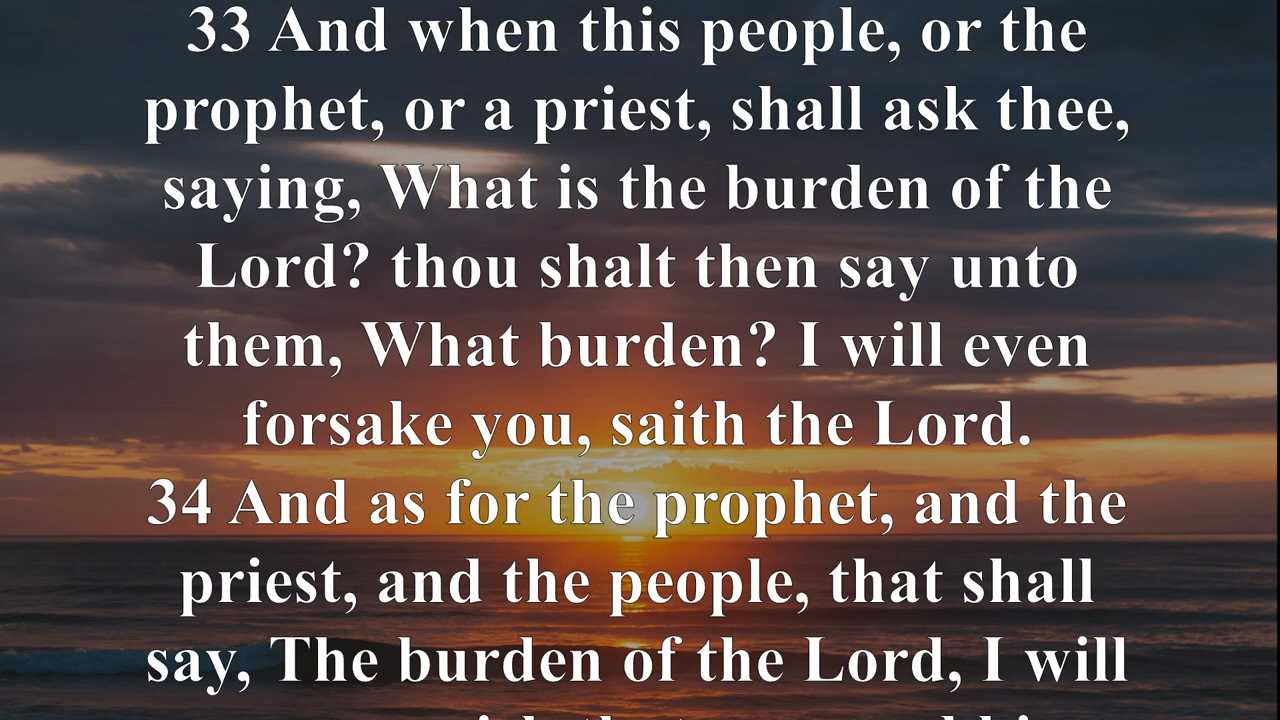 33 And when this people, or the
prophet, or a priest, shall ask thee,
saying, What is the burden of the
Lord? thou shalt then say unto
them, What burden? I will even
forsake you, saith the Lord.
34 And as for the prophet, and the
priest, and the people, that shall
say, The burden of the Lord, I will